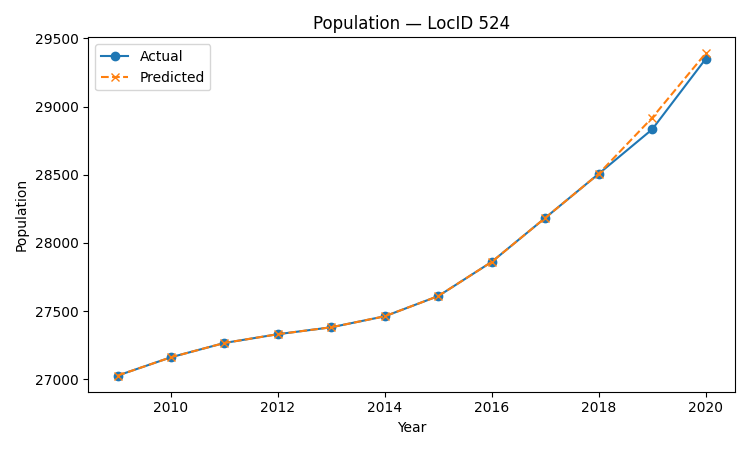 Population — LocID 524
29500
29000
28500
28000
27500
27000
Population
Actual
Predicted
2010 2012 2014 2016 2018 2020
Year